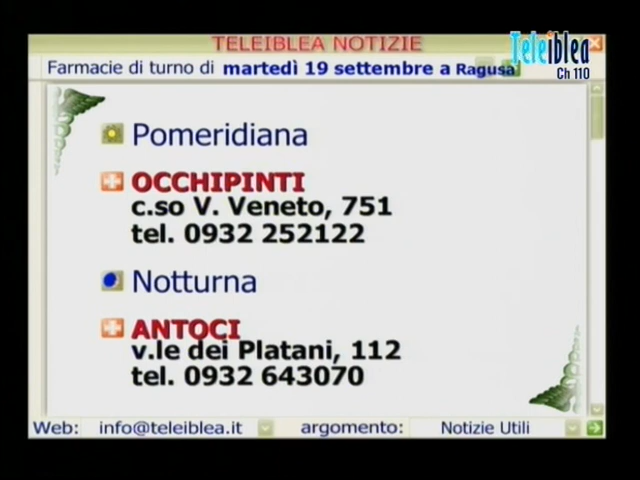 TELEIBLEA NOTIZIE
Teleiblea
Ch 110
Farmacie di turno di martedì 19 settembre a Ragusa
Pomeridiana
OCCHIPINTI
c.so V. Veneto, 751
tel. 0932 252122
Notturna
ANTOCI
v.le dei Platani, 112
tel. 0932 643070
Web: info@teleiblea.it argomento: Notizie Utili